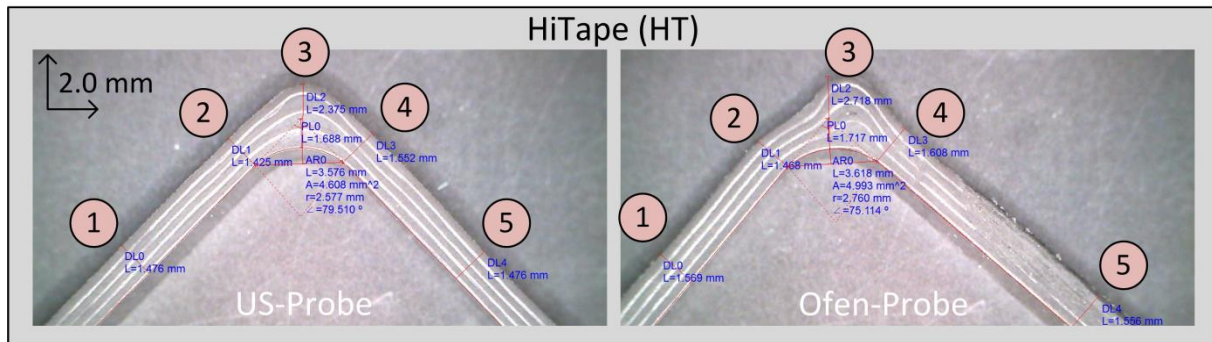 HiTape (HT)
2.0 mm
1
2
3
4
5
DL0
L=1.476 mm
DL1
L=1.425 mm
DL2
L=2.375 mm
PL0
L=1.688 mm
AR0
L=3.576 mm
A=4.608 mm^2
r=2.577 mm
∠=79.510 º
DL3
L=1.552 mm
DL4
L=1.476 mm
US-Probe
1
2
3
4
5
DL0
L=1.569 mm
DL1
L=1.468 mm
DL2
L=2.718 mm
PL0
L=1.717 mm
AR0
L=3.618 mm
A=4.993 mm^2
r=2.760 mm
∠=75.114 º
DL3
L=1.608 mm
DL4
L=1.556 mm
Ofen-Probe